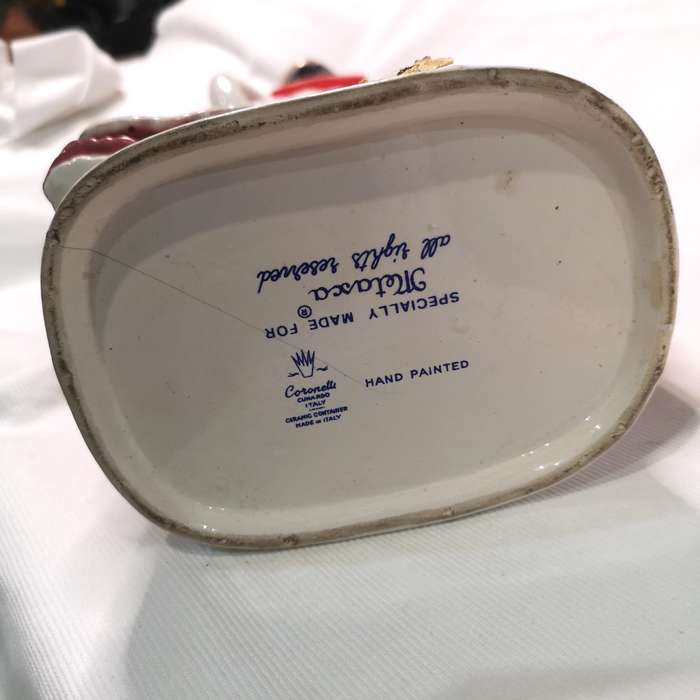 SPECIALLY MADE FOR
Metaxa ®
all rights reserved
HAND PAINTED
Coronetti
CUNARDO
ITALY
CERAMIC CONTAINER
MADE IN ITALY